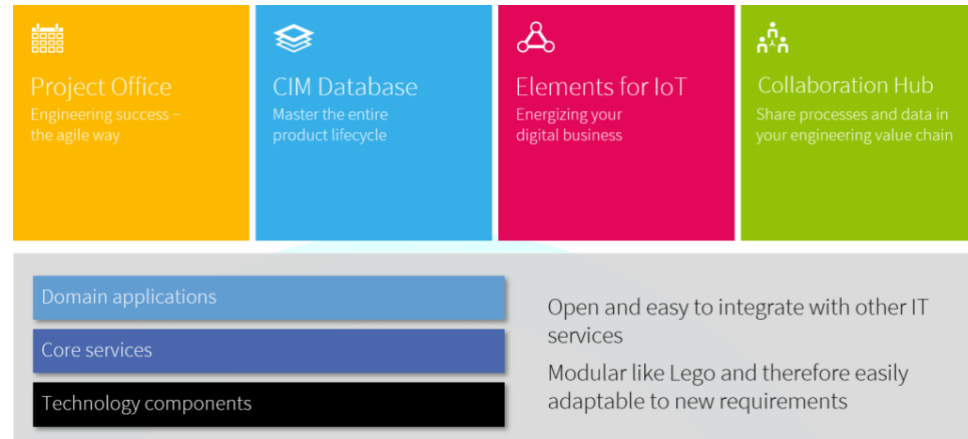 Project Office
Engineering success –
the agile way
CIM Database
Master the entire
product lifecycle
Elements for IoT
Energizing your
digital business
Collaboration Hub
Share processes and data in
your engineering value chain
Domain applications
Core services
Technology components
Open and easy to integrate with other IT
services
Modular like Lego and therefore easily
adaptable to new requirements